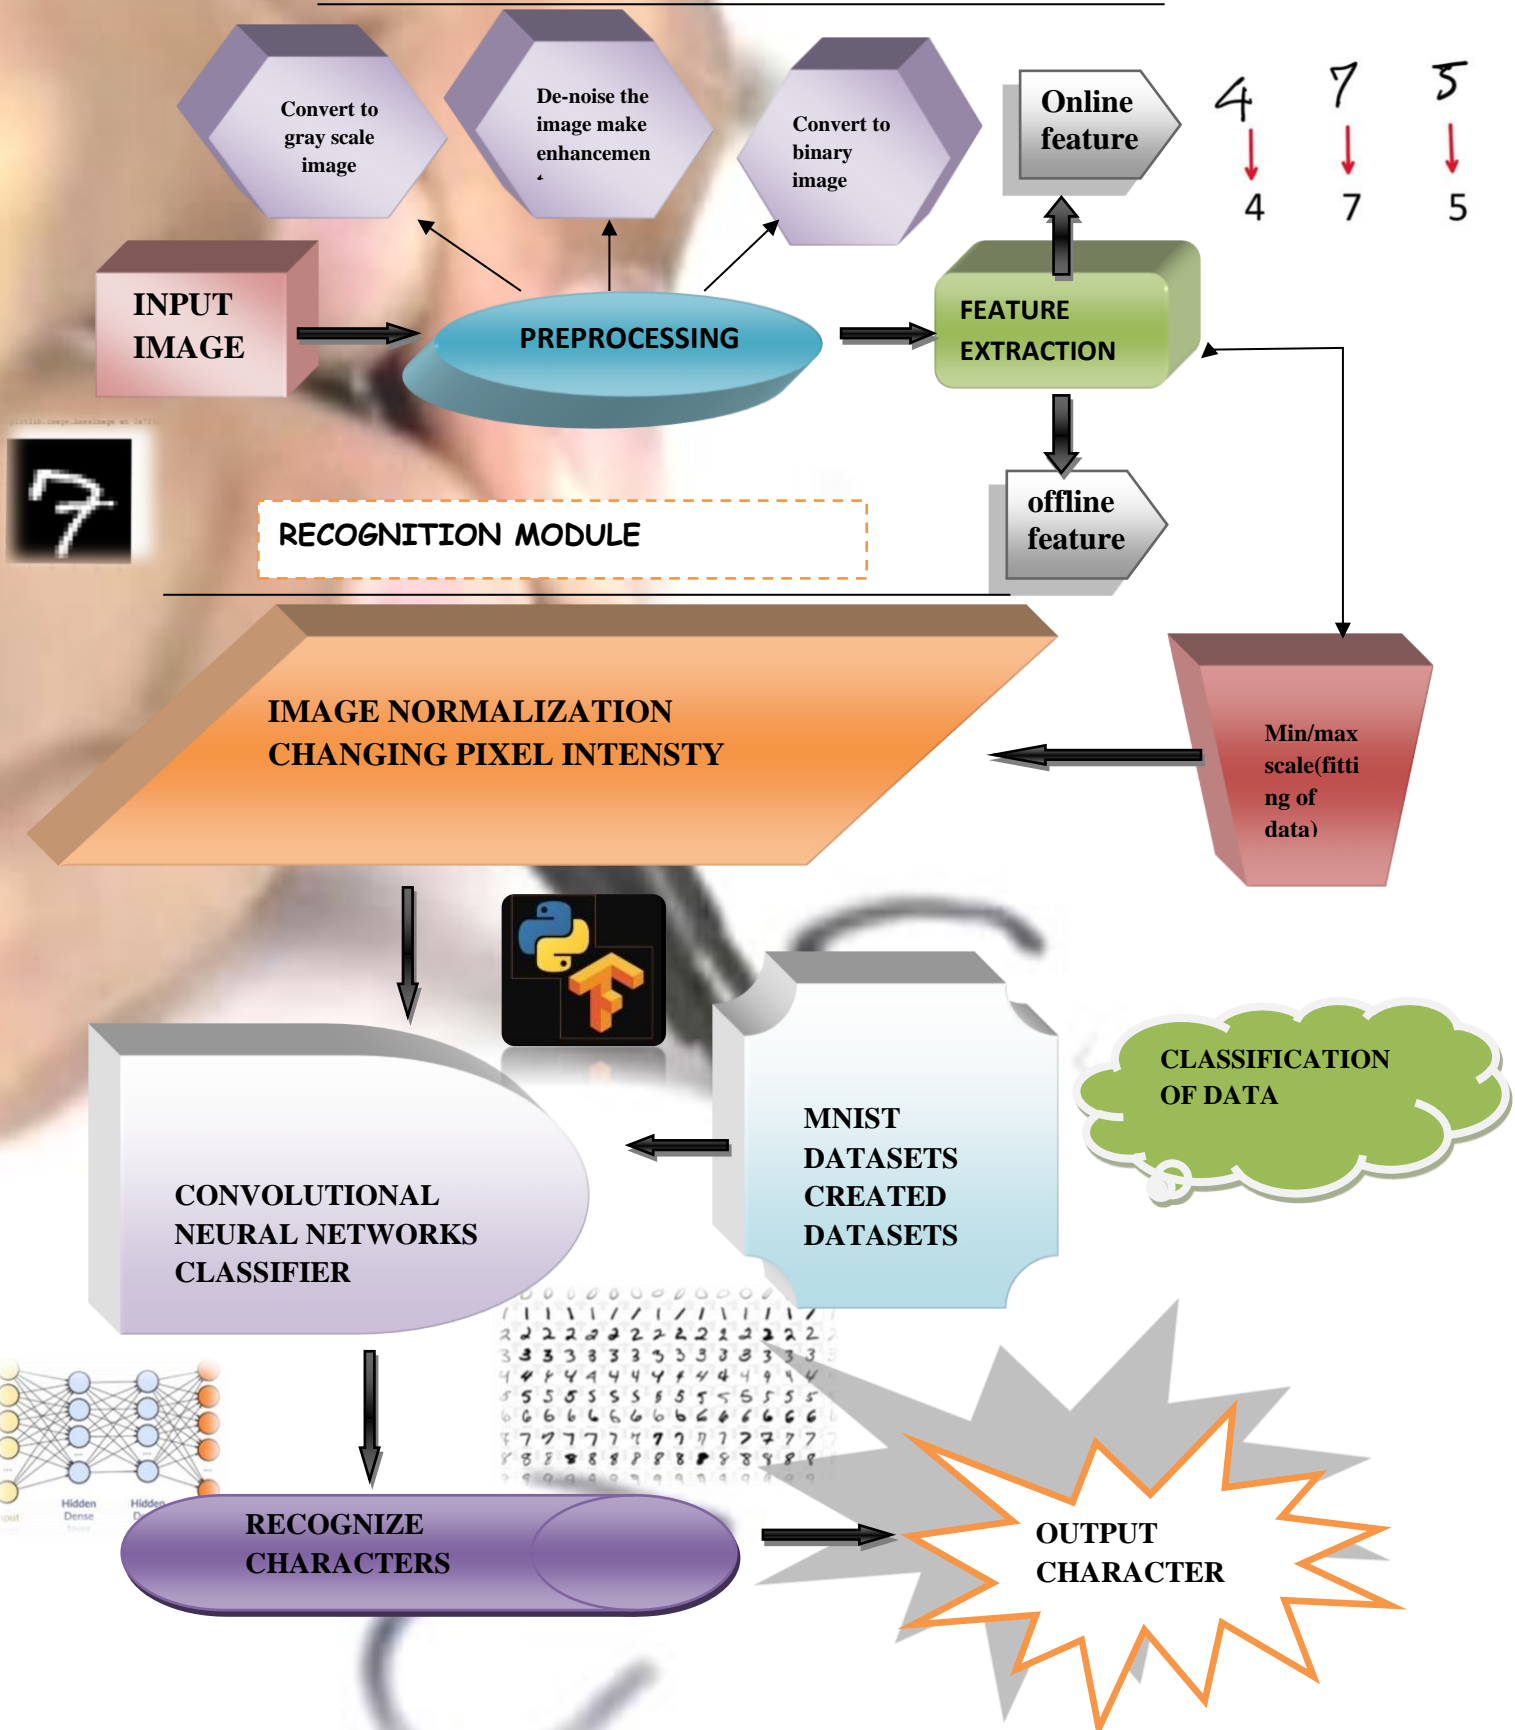 Convert to
gray scale
image
De-noise the
image make
enhancemen
Convert to
binary
image
Online
feature
4 7 5
4 7 5
INPUT
IMAGE
PREPROCESSING
FEATURE
EXTRACTION
offline
feature
RECOGNITION MODULE
IMAGE NORMALIZATION
CHANGING PIXEL INTENSTY
Min/max
scale(fitti
ng of
data)
CLASSIFICATION
OF DATA
MNIST
DATASETS
CREATED
DATASETS
CONVOLUTIONAL
NEURAL NETWORKS
CLASSIFIER
Hidden
Dense
Hidden
RECOGNIZE
CHARACTERS
OUTPUT
CHARACTER